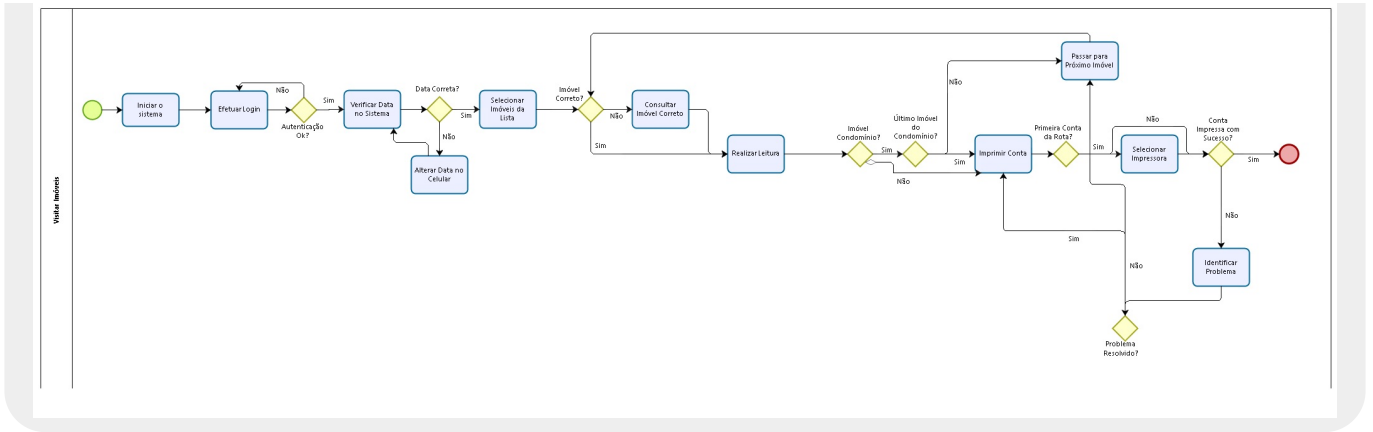 Visitar Imóveis
Iniciar o
sistema
Efetuar Login
Não
Autenticação
Ok?
Sim
Verificar Data
no Sistema
Data Correta?
Sim
Não
Alterar Data no
Celular
Selecionar
Imóveis da
Lista
Imóvel
Correto?
Não
Sim
Consultar
Imóvel Correto
Realizar Leitura
Imóvel
Condomínio?
Sim
Não
Último Imóvel
do
Condomínio?
Não
Sim
Passar para
Próximo Imóvel
Imprimir Conta
Primeira Conta
da Rota?
Sim
Não
Selecionar
Impressora
Conta
Impressa com
Sucesso?
Sim
Não
Identificar
Problema
Sim
Não
Problema
Resolvido?